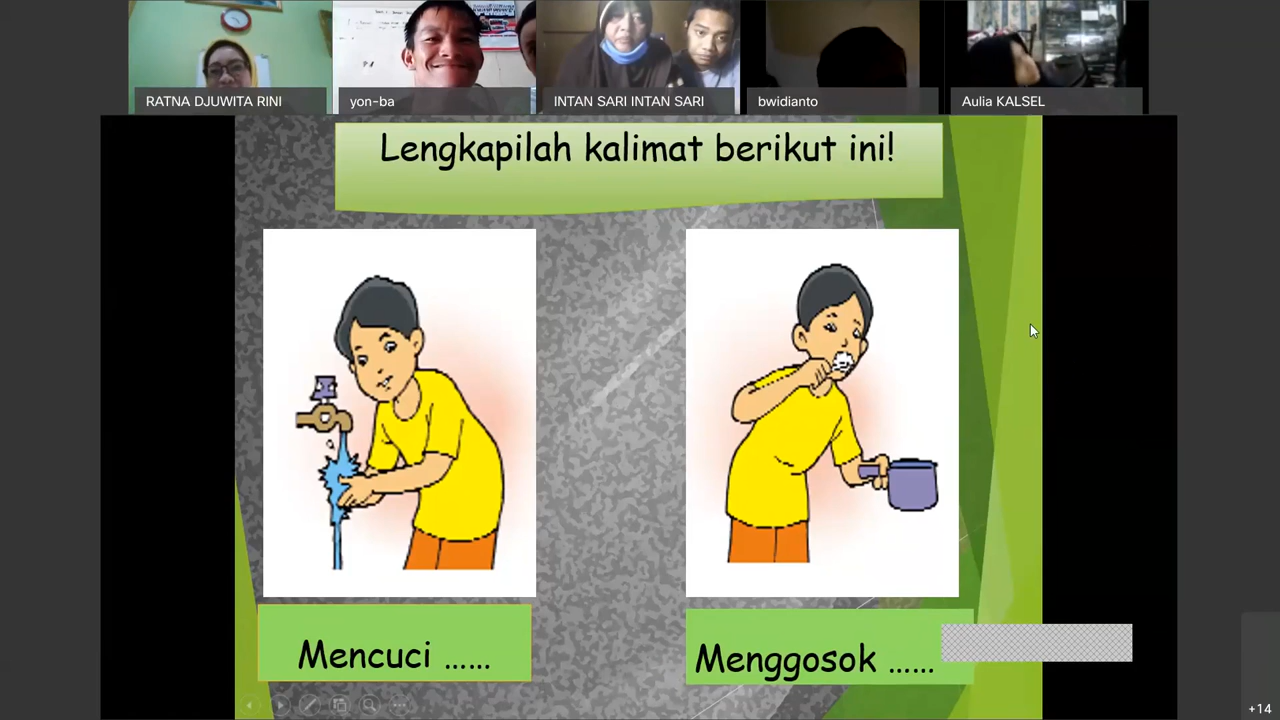 RATNA DJUWITA RINI
yon-ba
INTAN SARI INTAN SARI
bwidianto
Aulia KALSEL
Lengkapilah kalimat berikut ini!
Mencuci ......
Menggosok ......
+14